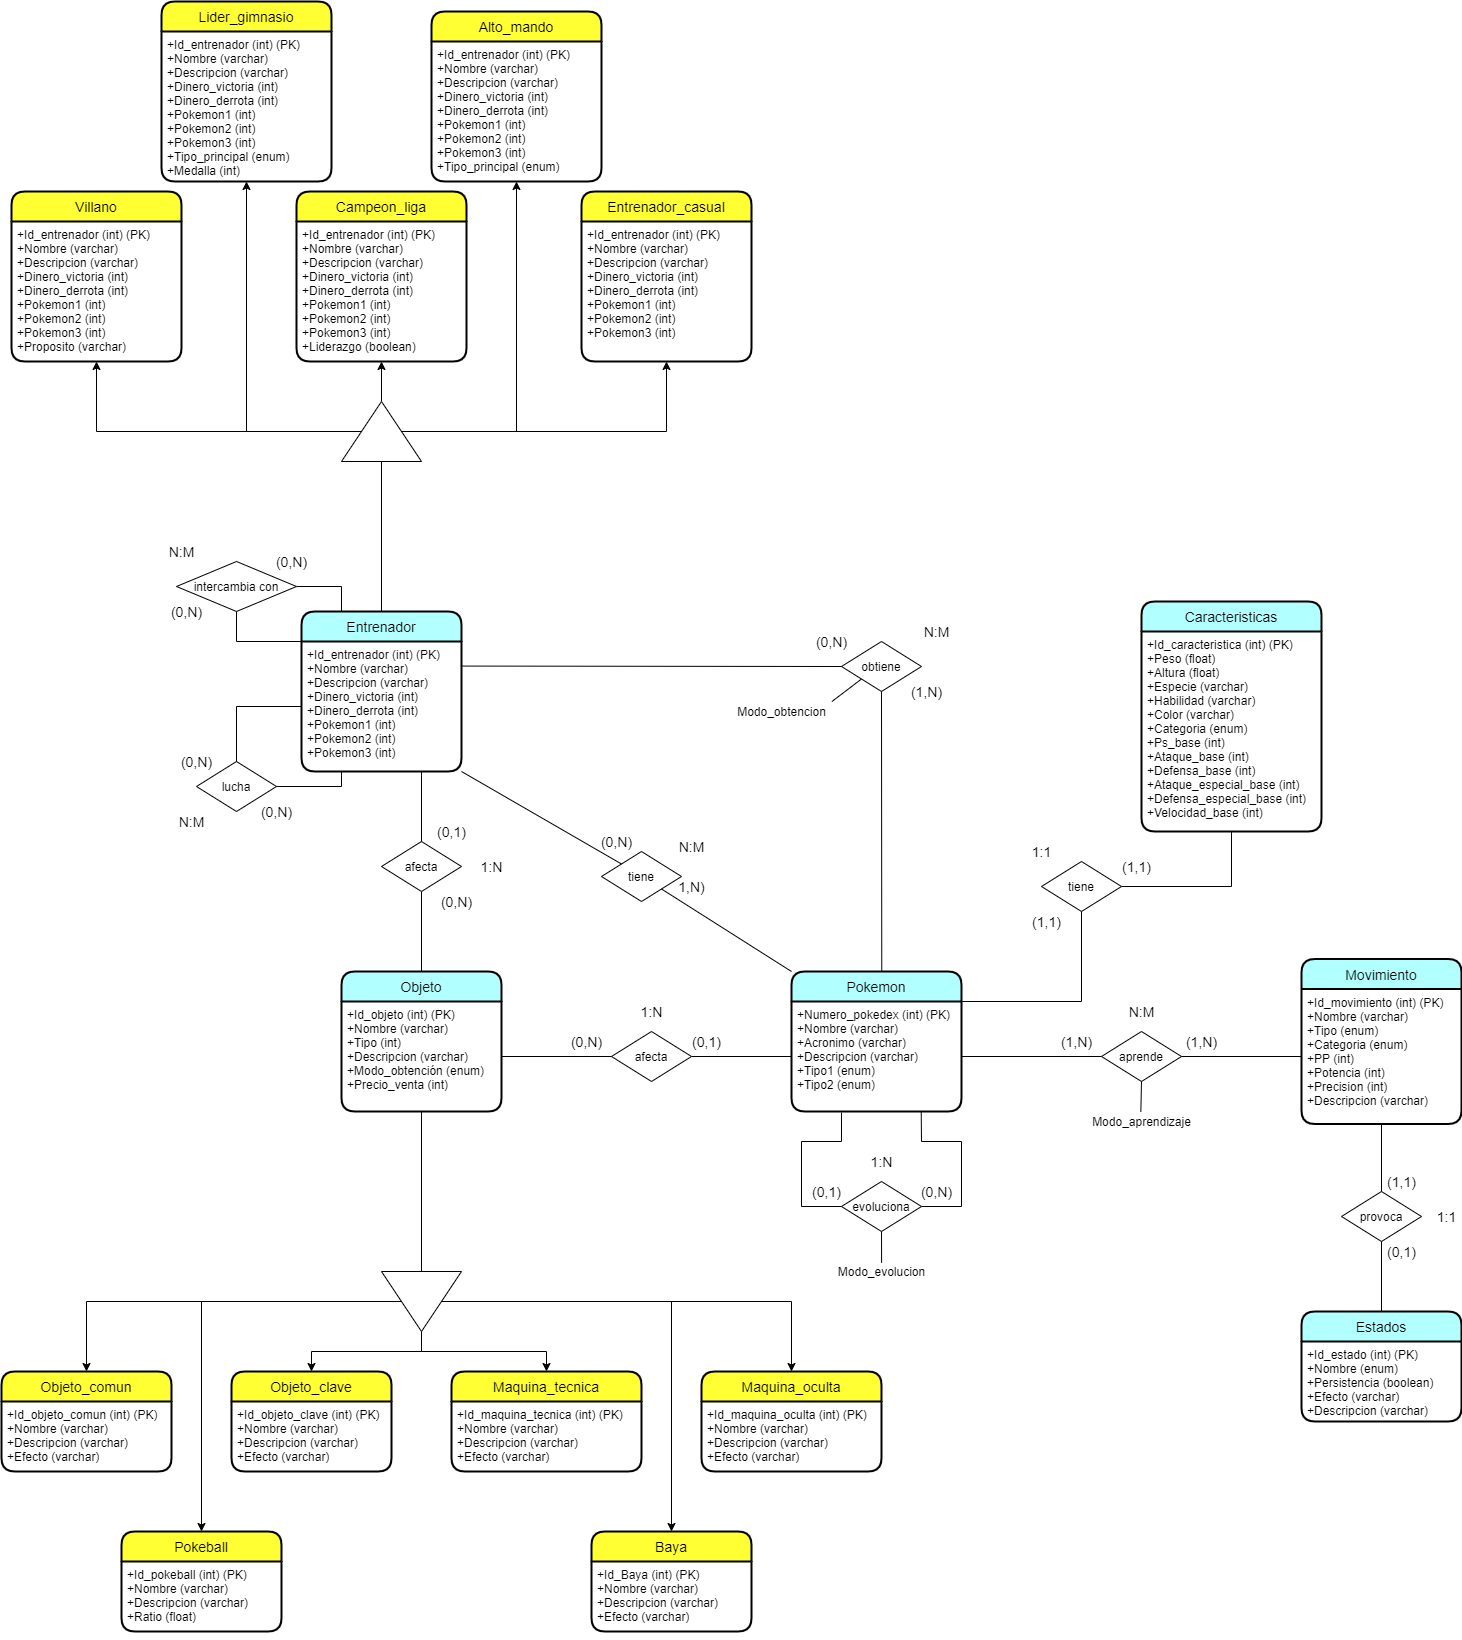 Lider_gimnasio
+Id_entrenador (int) (PK)
+Nombre (varchar)
+Descripcion (varchar)
+Dinero_victoria (int)
+Dinero_derrota (int)
+Pokemon1 (int)
+Pokemon2 (int)
+Pokemon3 (int)
+Tipo_principal (enum)
+Medalla (int)
Alto_mando
+Id_entrenador (int) (PK)
+Nombre (varchar)
+Descripcion (varchar)
+Dinero_victoria (int)
+Dinero_derrota (int)
+Pokemon1 (int)
+Pokemon2 (int)
+Pokemon3 (int)
+Tipo_principal (enum)
Villano
+Id_entrenador (int) (PK)
+Nombre (varchar)
+Descripcion (varchar)
+Dinero_victoria (int)
+Dinero_derrota (int)
+Pokemon1 (int)
+Pokemon2 (int)
+Pokemon3 (int)
+Proposito (varchar)
Campeon_liga
+Id_entrenador (int) (PK)
+Nombre (varchar)
+Descripcion (varchar)
+Dinero_victoria (int)
+Dinero_derrota (int)
+Pokemon1 (int)
+Pokemon2 (int)
+Pokemon3 (int)
+Liderazgo (boolean)
Entrenador_casual
+Id_entrenador (int) (PK)
+Nombre (varchar)
+Descripcion (varchar)
+Dinero_victoria (int)
+Dinero_derrota (int)
+Pokemon1 (int)
+Pokemon2 (int)
+Pokemon3 (int)
N:M
(0,N)
intercambia con
(0,N)
Entrenador
+Id_entrenador (int) (PK)
+Nombre (varchar)
+Descripcion (varchar)
+Dinero_victoria (int)
+Dinero_derrota (int)
+Pokemon1 (int)
+Pokemon2 (int)
+Pokemon3 (int)
(0,N)
lucha
(0,N)
N:M
(0,N)
N:M
obtiene
(1,N)
Modo_obtencion
Caracteristicas
+Id_caracteristica (int) (PK)
+Peso (float)
+Altura (float)
+Especie (varchar)
+Habilidad (varchar)
+Color (varchar)
+Categoria (enum)
+Ps_base (int)
+Ataque_base (int)
+Defensa_base (int)
+Ataque_especial_base (int)
+Defensa_especial_base (int)
+Velocidad_base (int)
(0,1)
afecta
1:N
(0,N)
(0,N)
N:M
tiene
1,N)
1:1
(1,1)
tiene
(1,1)
Objeto
+Id_objeto (int) (PK)
+Nombre (varchar)
+Tipo (int)
+Descripcion (varchar)
+Modo_obtención (enum)
+Precio_venta (int)
1:N
(0,N)
afecta
(0,1)
Pokemon
+Numero_pokedex (int) (PK)
+Nombre (varchar)
+Acronimo (varchar)
+Descripcion (varchar)
+Tipo1 (enum)
+Tipo2 (enum)
N:M
(1,N)
aprende
(1,N)
Modo_aprendizaje
Movimiento
+Id_movimiento (int) (PK)
+Nombre (varchar)
+Tipo (enum)
+Categoria (enum)
+PP (int)
+Potencia (int)
+Precision (int)
+Descripcion (varchar)
1:N
(0,1)
evoluciona
(0,N)
Modo_evolucion
(1,1)
provoca
1:1
(0,1)
Estados
+Id_estado (int) (PK)
+Nombre (enum)
+Persistencia (boolean)
+Efecto (varchar)
+Descripcion (varchar)
Objeto_comun
+Id_objeto_comun (int) (PK)
+Nombre (varchar)
+Descripcion (varchar)
+Efecto (varchar)
Objeto_clave
+Id_objeto_clave (int) (PK)
+Nombre (varchar)
+Descripcion (varchar)
+Efecto (varchar)
Maquina_tecnica
+Id_maquina_tecnica (int) (PK)
+Nombre (varchar)
+Descripcion (varchar)
+Efecto (varchar)
Maquina_oculta
+Id_maquina_oculta (int) (PK)
+Nombre (varchar)
+Descripcion (varchar)
+Efecto (varchar)
Pokeball
+Id_pokeball (int) (PK)
+Nombre (varchar)
+Descripcion (varchar)
+Ratio (float)
Baya
+Id_Baya (int) (PK)
+Nombre (varchar)
+Descripcion (varchar)
+Efecto (varchar)